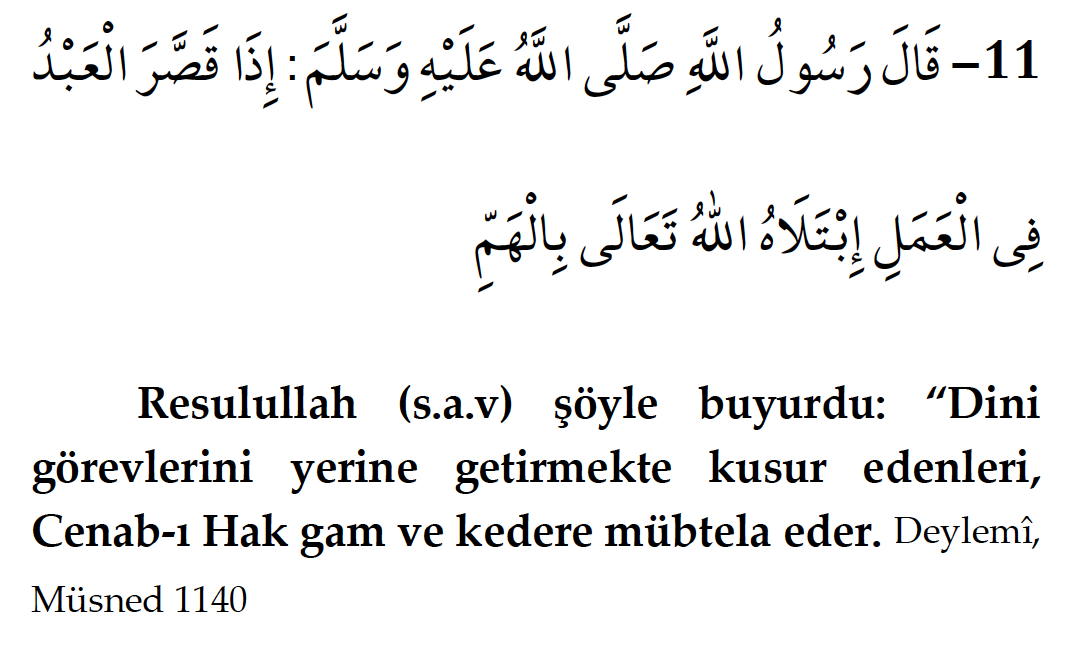 11- قَالَ رَسُولُ اللَّهِ صَلَّى اللَّهُ عَلَيْهِ وَسَلَّمَ: إِذَا قَصَّرَ الْعَبْدُ
فِى الْعَمَلِ إِبْتَلَاهُ اللهُ تَعَالَى بِالْهَمِّ
Resulullah (s.a.v) şöyle buyurdu: “Dini
görevlerini yerine getirmekte kusur edenleri,
Cenab-ı Hak gam ve kedere mübtela eder. Deylemî,
Müsned 1140